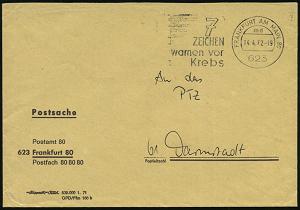 7
ZEICHEN
warnen vor
Krebs
FRANKFURT AM MAIN 80
14.4.72-19
623
An das
PTZ
Postsache
Postamt 80
623 Frankfurt 80
Postfach 80 80 80
61 Darmstadt
Postleitzahl